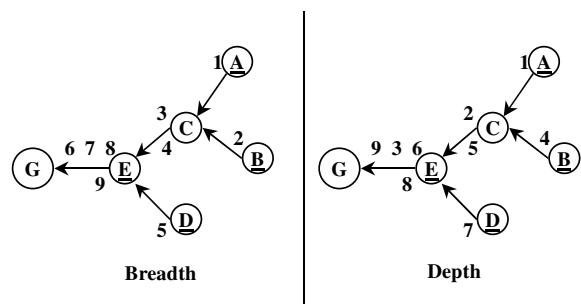 1 A
3 C
4 2 B
6 7 8 E
G 9
5 D
Breadth
1 A
2 C
5 4 B
9 3 6 E
G 8
7 D
Depth